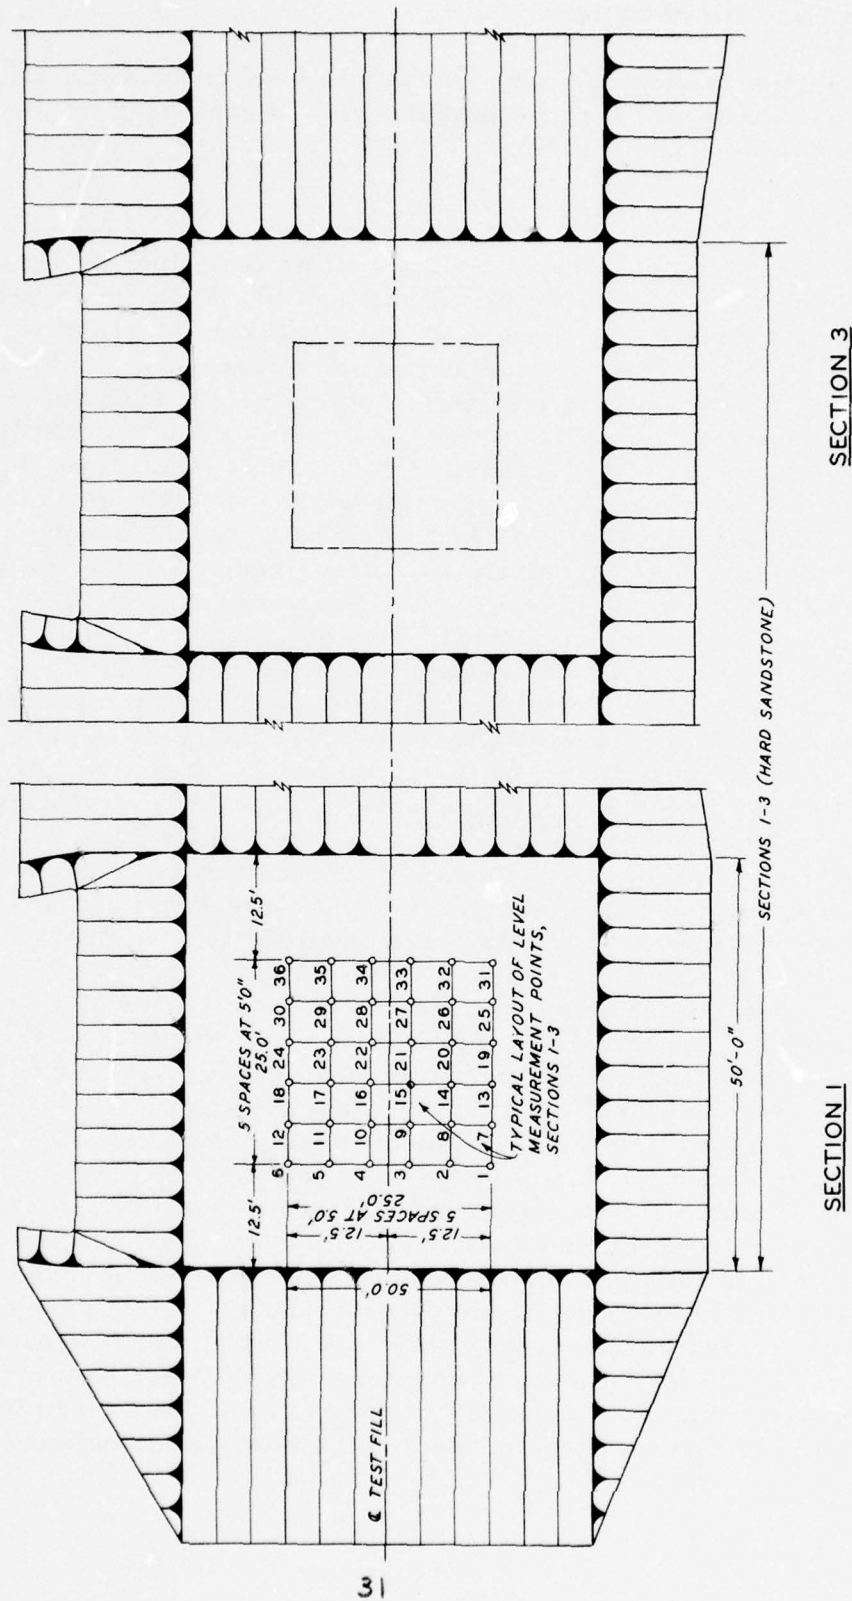 5 SPACES AT 5'0"
25.0'
12.5'
12.5'
6 12 18 24 30 36
5 11 17 23 29 35
4 10 16 22 28 34
3 9 15 21 27 33
2 8 14 20 26 32
1 7 13 19 25 31
12.5'
12.5'
5 SPACES AT 5.0'
25.0'
50.0'
TYPICAL LAYOUT OF LEVEL
MEASUREMENT POINTS,
SECTIONS 1-3
℄ TEST FILL
50'-0"
SECTIONS 1-3 (HARD SANDSTONE)
SECTION 1
SECTION 3
31